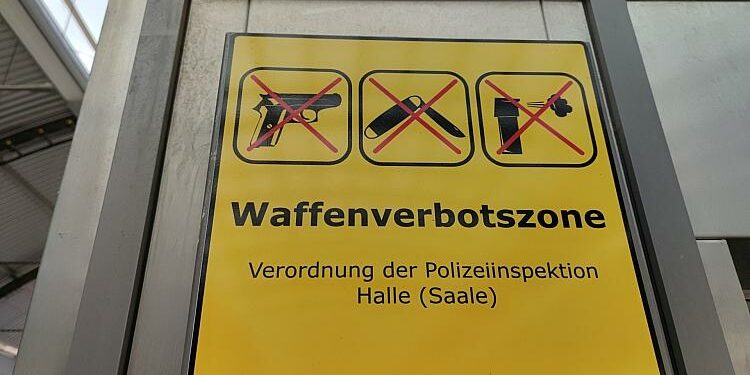 Waffenverbotszone
Verordnung der Polizeiinspektion
Halle (Saale)